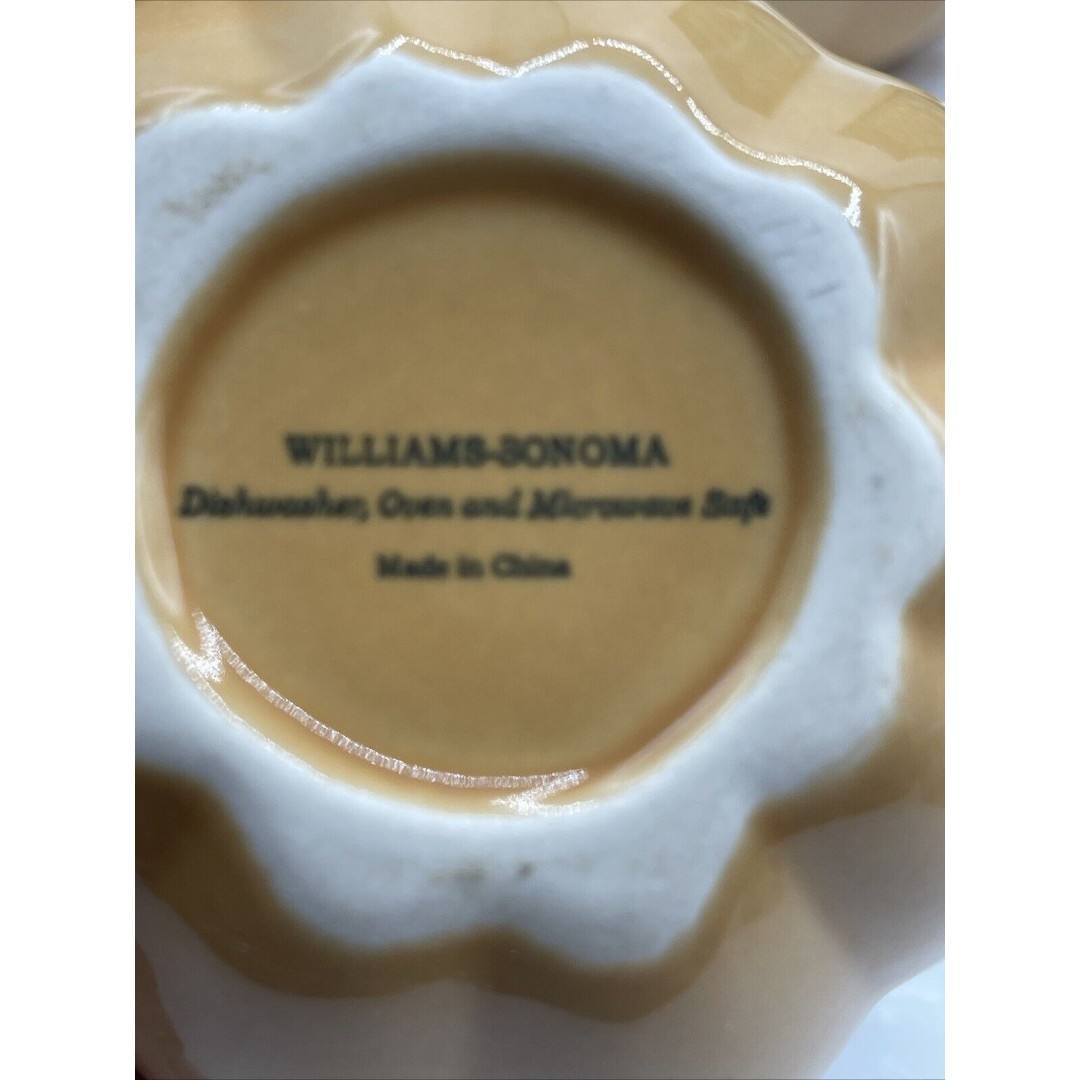 WILLIAMS-SONOMA
Dishwasher, Oven and Microwave Safe
Made in China